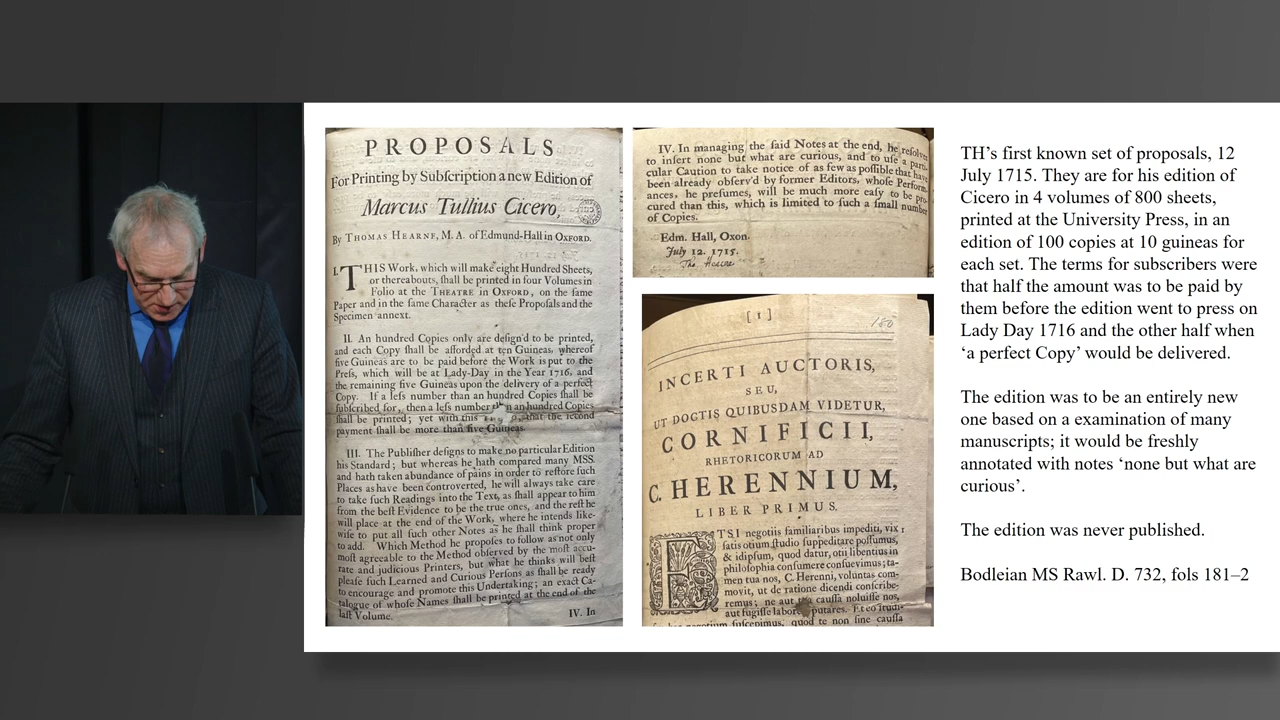 PROPOSALS
For Printing by Subſcription a new Edition of
Marcus Tullius Cicero,
By THOMAS HEARNE, M. A. of Edmund-Hall in OXFORD.
I. THIS Work, which will make eight Hundred Sheets,
or thereabouts, ſhall be printed in four Volumes in
Folio at the THEATRE in OXFORD, on the ſame
Paper and in the ſame Character as theſe Propoſals and the
Specimen annext.
II. An hundred Copies only are deſign'd to be printed,
and each Copy ſhall be afforded at ten Guineas, whereof
five Guineas are to be paid before the Work is put to the
Preſs, which will be at Lady-Day in the Year 1716, and
the remaining five Guineas upon the delivery of a perfect
Copy. If a leſs number than an hundred Copies ſhall be
ſubſcribed for, then a leſs number than an hundred Copies
ſhall be printed; yet with this that the ſecond
payment ſhall be more than five Guineas.
III. The Publiſher deſigns to make no particular Edition
his Standard; but whereas he hath compared many MSS.
and hath taken abundance of pains in order to reſtore ſuch
Places as have been controverted, he will always take care
to take ſuch Readings into the Text, as ſhall appear to him
from the beſt Evidence to be the true ones, and the reſt he
will place at the end of the Work, where he intends like-
wiſe to put all ſuch other Notes as he ſhall think proper
to add. Which Method he propoſes to follow as not only
moſt agreeable to the Method obſerved by the moſt accu-
rate and judicious Printers, but what he thinks will beſt
pleaſe ſuch Learned and Curious Perſons as ſhall be ready
to encourage and promote this Undertaking; an exact Ca-
talogue of whoſe Names ſhall be printed at the end of the
laſt Volume.
IV. In
IV. In managing the ſaid Notes at the end, he reſolves
to inſert none but what are curious, and to uſe a parti-
cular Caution to take notice of as few as poſſible that have
been already obſerv'd by former Editors, whoſe Perform-
ances, he preſumes, will be much more eaſy to be pro-
cured than this, which is limited to ſuch a ſmall number
of Copies.
Edm. Hall, Oxon.
July 12. 1715.
Tho. Hearne
[ 1 ]
180
INCERTI AUCTORIS,
SEU,
UT DOCTIS QUIBUSDAM VIDETUR,
CORNIFICII,
RHETORICORUM AD
C. HERENNIUM,
LIBER PRIMUS.
ETSI negotiis familiaribus impediti, vix
ſatis otium ſtudio ſuppeditare poſſumus,
& idipſum, quod datur, otii libentius in
philoſophia conſumere conſuevimus; ta-
men tua nos, C. Herenni, voluntas com-
movit, ut de ratione dicendi conſcribe-
remus; ne aut tua cauſſa noluiſſe nos,
aut fugiſſe laborem putares. Et eo ſtudi-
negotium ſuſcepimus, quod te non ſine cauſſa
TH’s first known set of proposals, 12
July 1715. They are for his edition of
Cicero in 4 volumes of 800 sheets,
printed at the University Press, in an
edition of 100 copies at 10 guineas for
each set. The terms for subscribers were
that half the amount was to be paid by
them before the edition went to press on
Lady Day 1716 and the other half when
‘a perfect Copy’ would be delivered.
The edition was to be an entirely new
one based on a examination of many
manuscripts; it would be freshly
annotated with notes ‘none but what are
curious’.
The edition was never published.
Bodleian MS Rawl. D. 732, fols 181–2